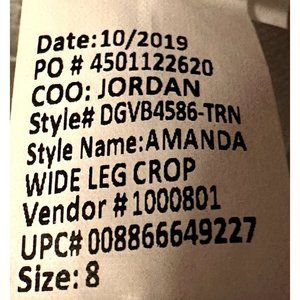 Date:10/2019
PO # 4501122620
COO: JORDAN
Style# DGVB4586-TRN
Style Name:AMANDA
WIDE LEG CROP
Vendor #1000801
UPC# 008866649227
Size: 8